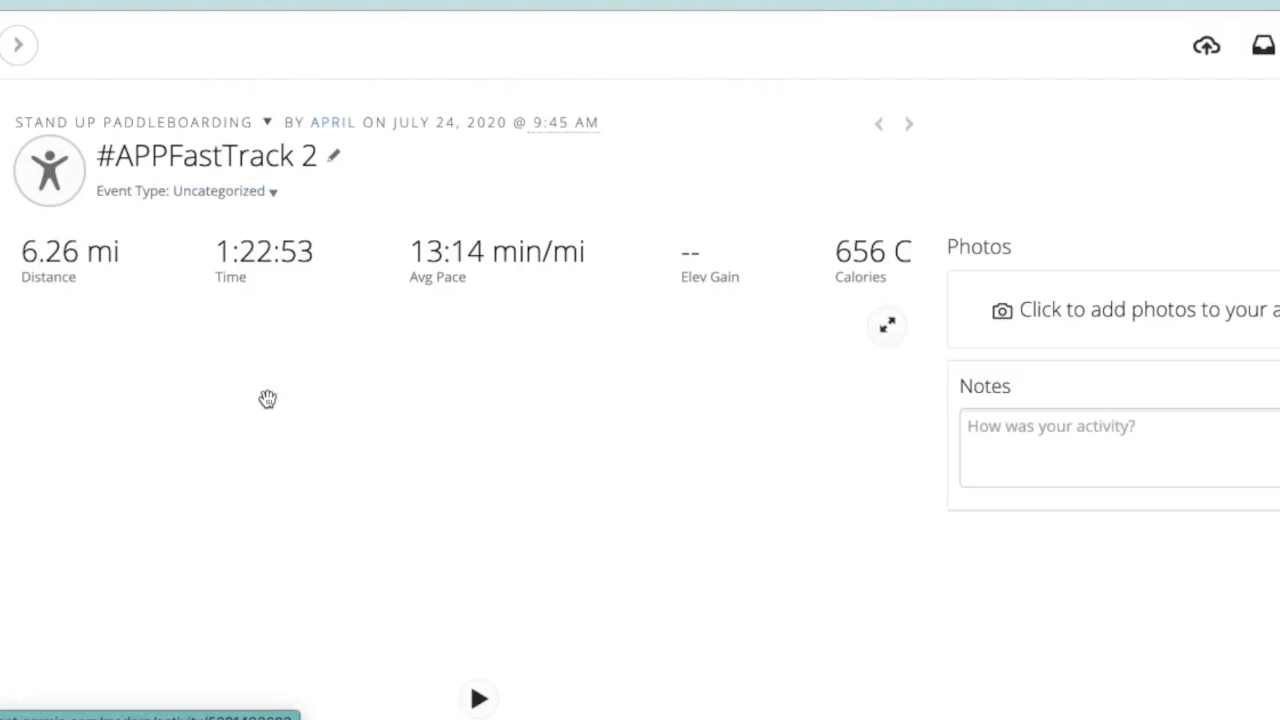 STAND UP PADDLEBOARDING BY APRIL ON JULY 24, 2020 @ 9:45 AM
#APPFastTrack 2
Event Type: Uncategorized
6.26 mi 1:22:53 13:14 min/mi -- 656 C
Distance Time Avg Pace Elev Gain Calories
Photos
Click to add photos to your a
Notes
How was your activity?